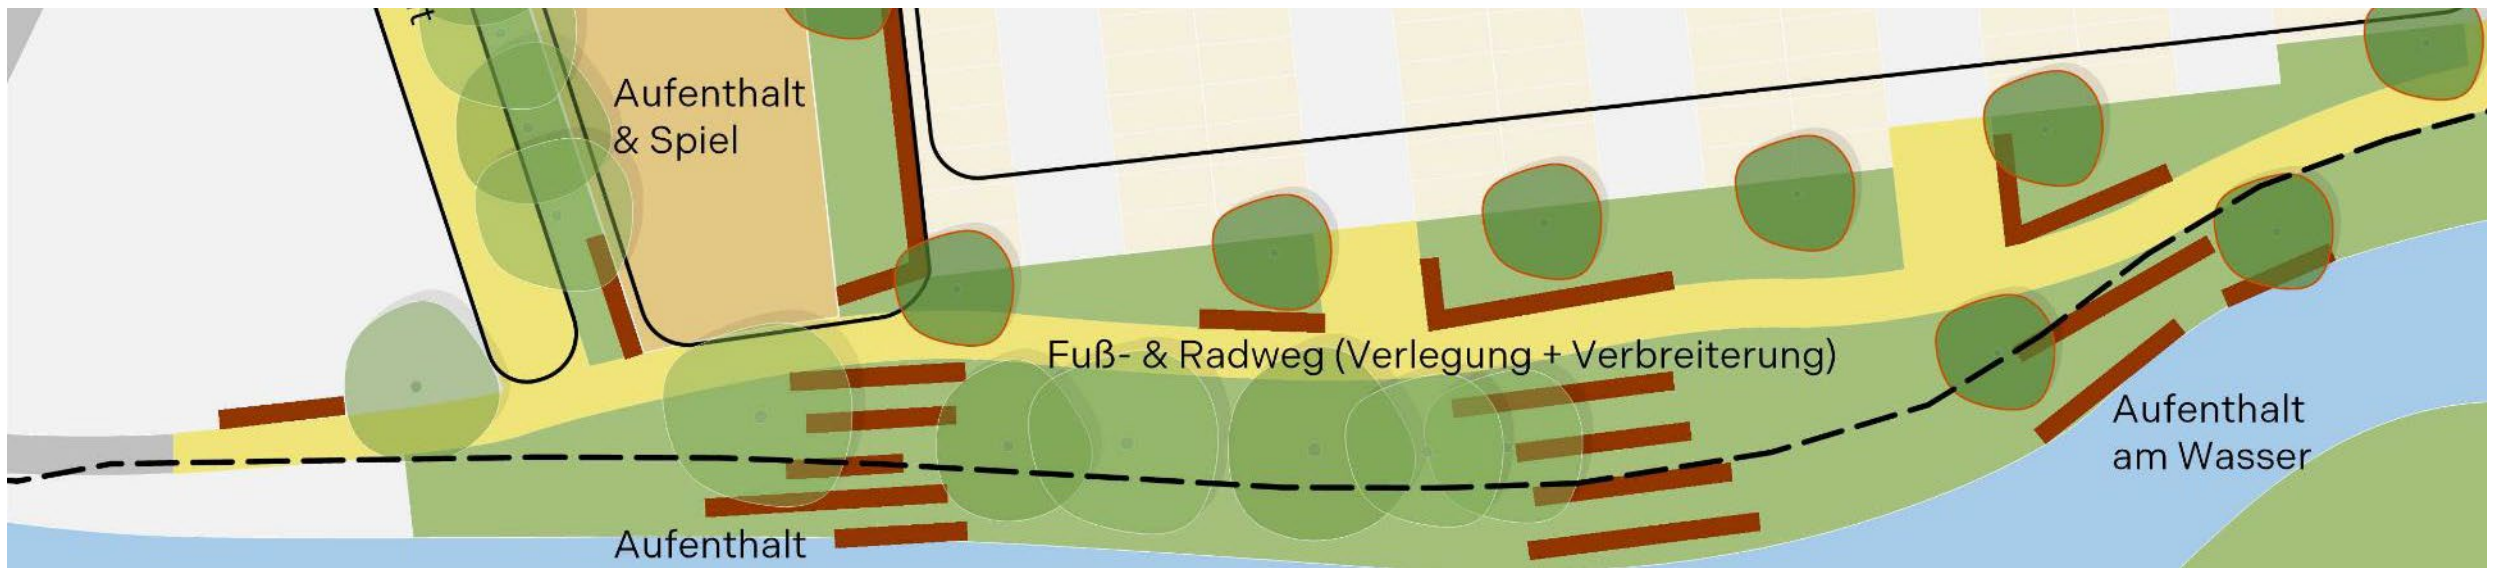 Aufenthalt
& Spiel
Fuß- & Radweg (Verlegung + Verbreiterung)
Aufenthalt
am Wasser
Aufenthalt